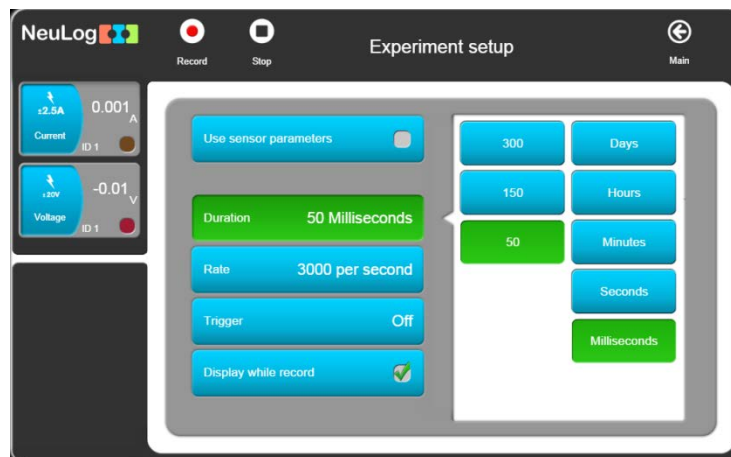 NeuLog
Record
Stop
Experiment setup
Main
±2.5A
0.001 A
Current
ID 1
±20V
-0.01 V
Voltage
ID 1
Use sensor parameters
Duration 50 Milliseconds
Rate 3000 per second
Trigger Off
Display while record
300 Days
150 Hours
50 Minutes
Seconds
Milliseconds